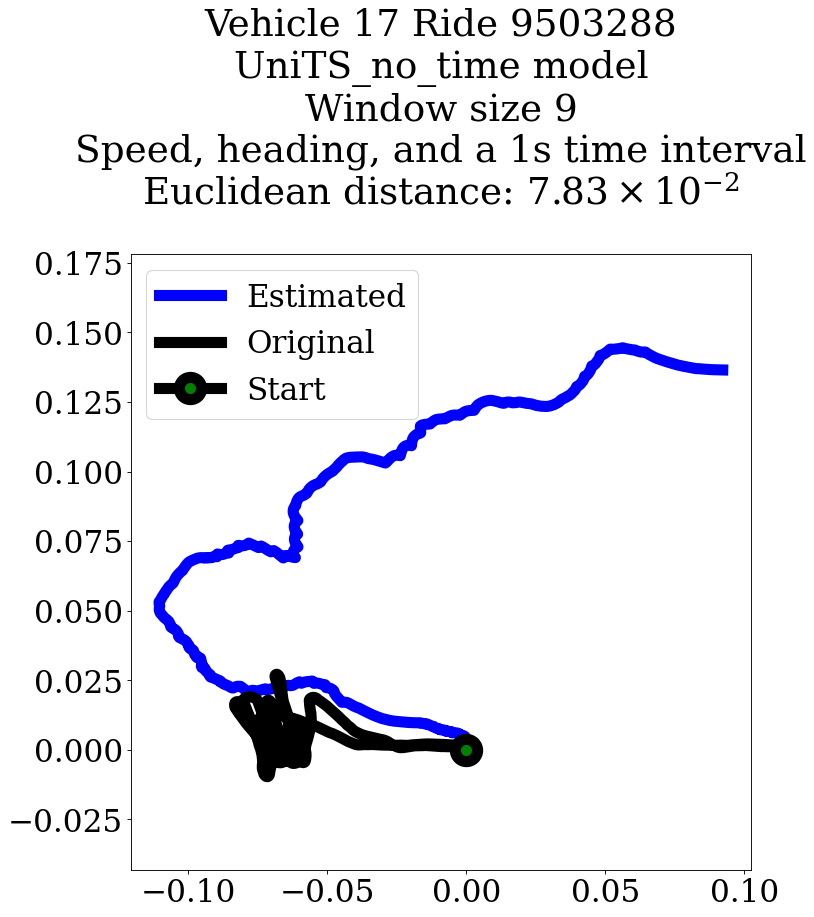 Vehicle 17 Ride 9503288
UniTS_no_time model
Window size 9
Speed, heading, and a 1s time interval
Euclidean distance: 7.83 × 10⁻²
0.175
0.150
0.125
0.100
0.075
0.050
0.025
0.000
−0.025
Estimated
Original
Start
−0.10
−0.05
0.00
0.05
0.10